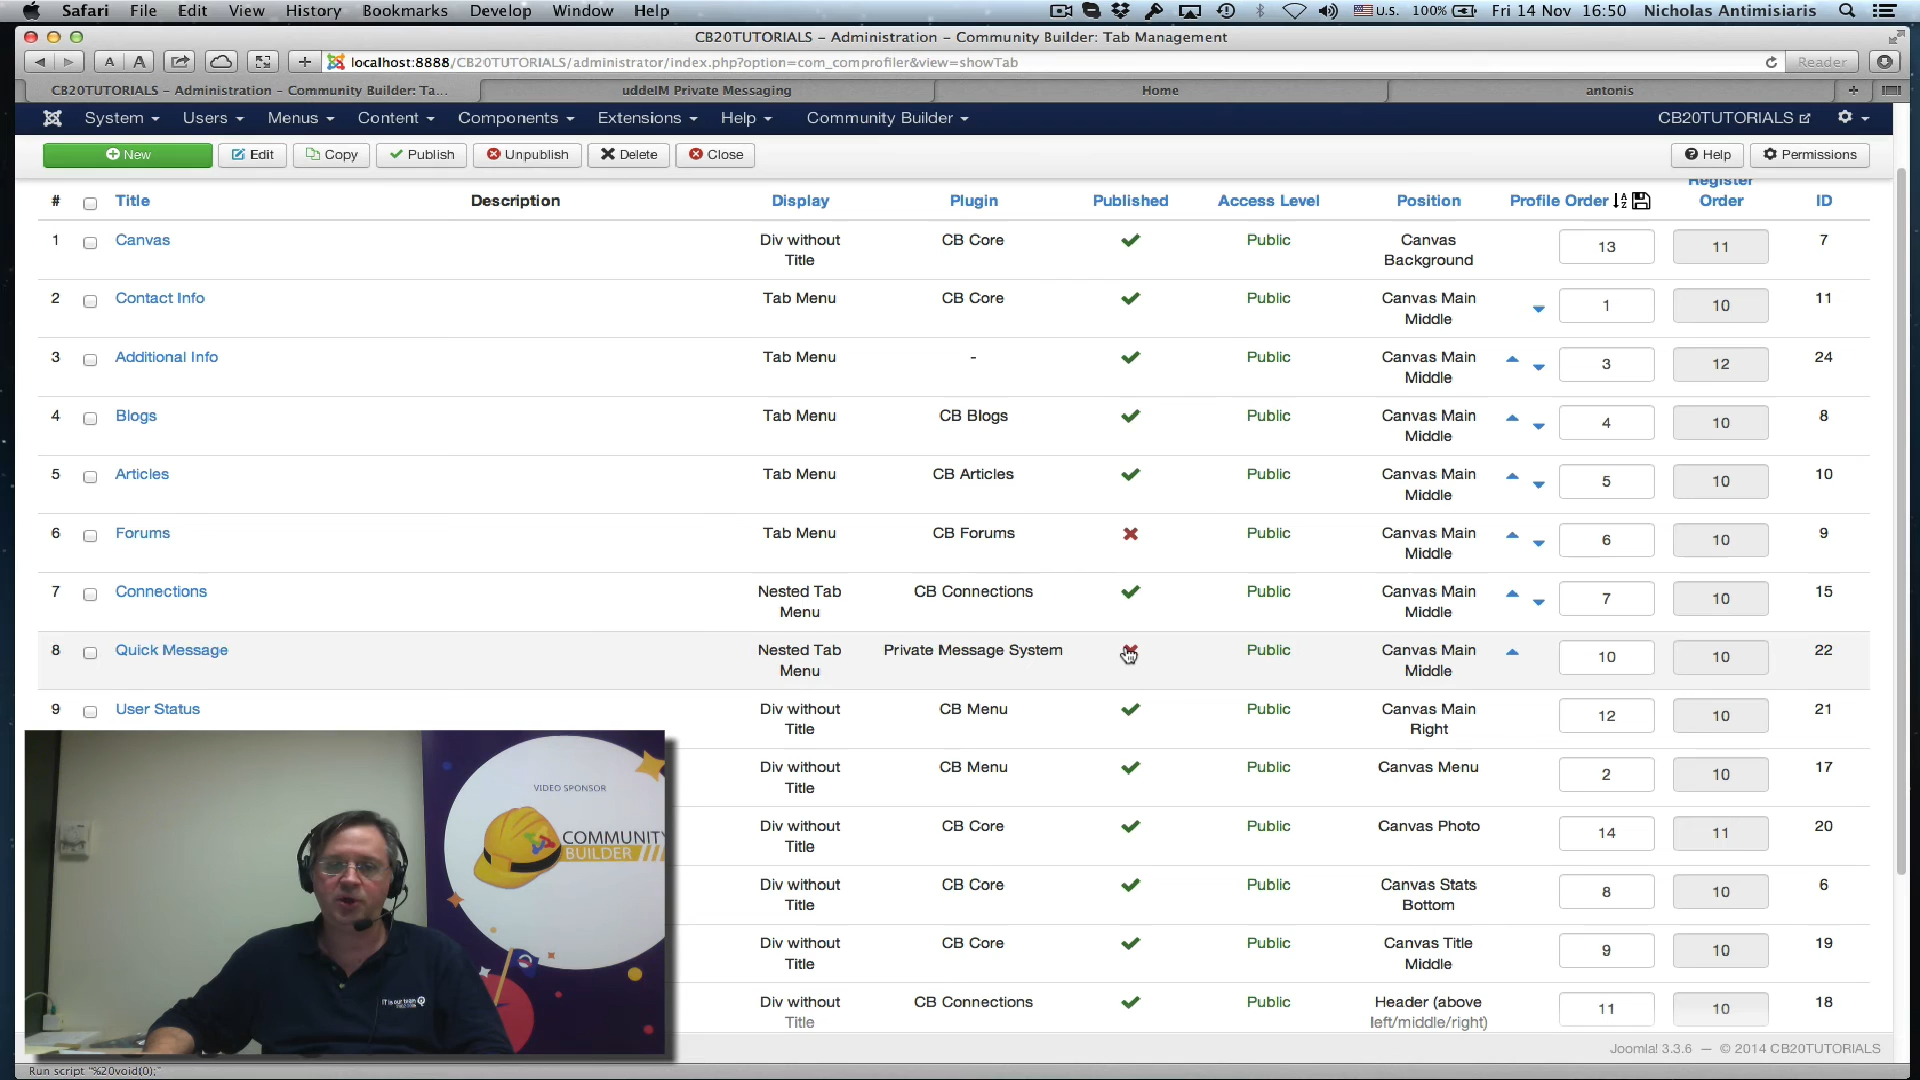 Safari File Edit View History Bookmarks Develop Window Help U.S. 100% Fri 14 Nov 16:50 Nicholas Antimisiaris
CB20TUTORIALS – Administration – Community Builder: Tab Management
A A + localhost:8888/CB20TUTORIALS/administrator/index.php?option=com_comprofiler&view=showTab Reader
CB20TUTORIALS – Administration – Community Builder: Ta... uddeIM Private Messaging Home antonis +
System Users Menus Content Components Extensions Help Community Builder CB20TUTORIALS
New Edit Copy Publish Unpublish Delete Close Help Permissions
# Title Description Display Plugin Published Access Level Position Profile Order Register Order ID
1 Canvas Div without CB Core Public Canvas 13 11 7
Title Background
2 Contact Info Tab Menu CB Core Public Canvas Main 1 10 11
Middle
3 Additional Info Tab Menu - Public Canvas Main 3 12 24
Middle
4 Blogs Tab Menu CB Blogs Public Canvas Main 4 10 8
Middle
5 Articles Tab Menu CB Articles Public Canvas Main 5 10 10
Middle
6 Forums Tab Menu CB Forums Public Canvas Main 6 10 9
Middle
7 Connections Nested Tab CB Connections Public Canvas Main 7 10 15
Menu Middle
8 Quick Message Nested Tab Private Message System Public Canvas Main 10 10 22
Menu Middle
9 User Status Div without CB Menu Public Canvas Main 12 10 21
Title Right
Div without CB Menu Public Canvas Menu 2 10 17
Title
Div without CB Core Public Canvas Photo 14 11 20
Title
Div without CB Core Public Canvas Stats 8 10 6
Title Bottom
Div without CB Core Public Canvas Title 9 10 19
Title Middle
Div without CB Connections Public Header (above 11 10 18
Title left/middle/right)
VIDEO SPONSOR
COMMUNITY
BUILDER
IT is our team
Joomla! 3.3.6 — © 2014 CB20TUTORIALS
Run script "%20void(0);"